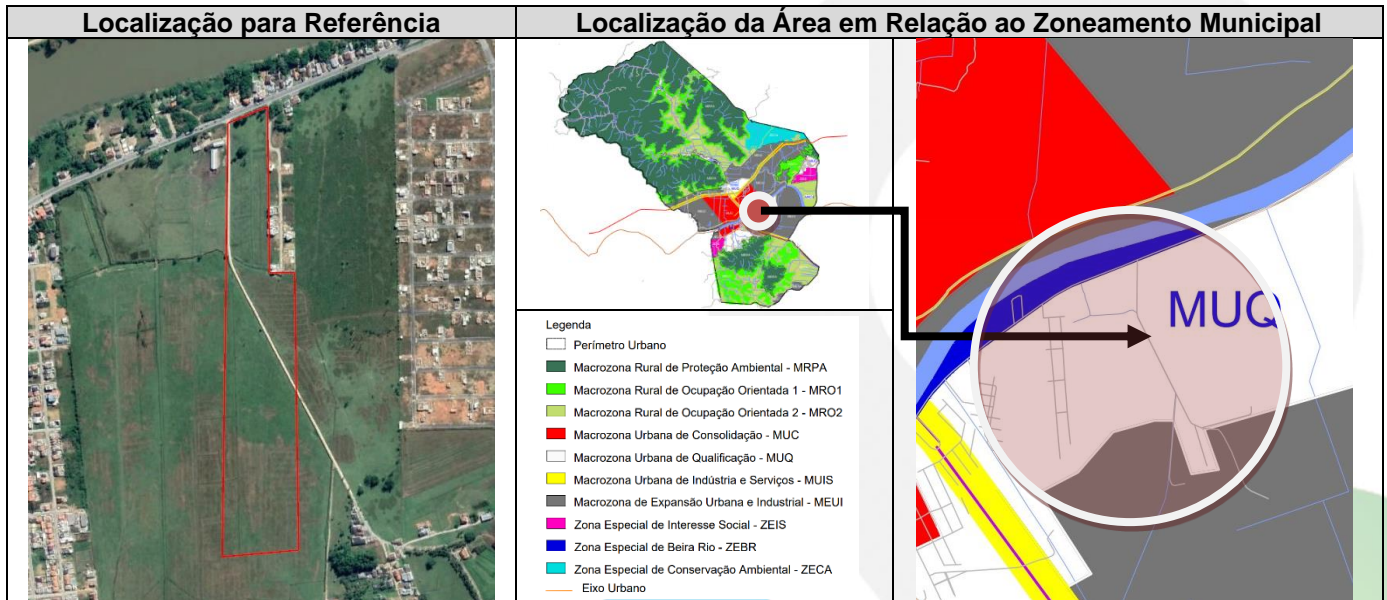 Localização para Referência
Localização da Área em Relação ao Zoneamento Municipal
MUQ
Legenda
Perímetro Urbano
Macrozona Rural de Proteção Ambiental - MRPA
Macrozona Rural de Ocupação Orientada 1 - MRO1
Macrozona Rural de Ocupação Orientada 2 - MRO2
Macrozona Urbana de Consolidação - MUC
Macrozona Urbana de Qualificação - MUQ
Macrozona Urbana de Indústria e Serviços - MUIS
Macrozona de Expansão Urbana e Industrial - MEUI
Zona Especial de Interesse Social - ZEIS
Zona Especial de Beira Rio - ZEBR
Zona Especial de Conservação Ambiental - ZECA
Eixo Urbano